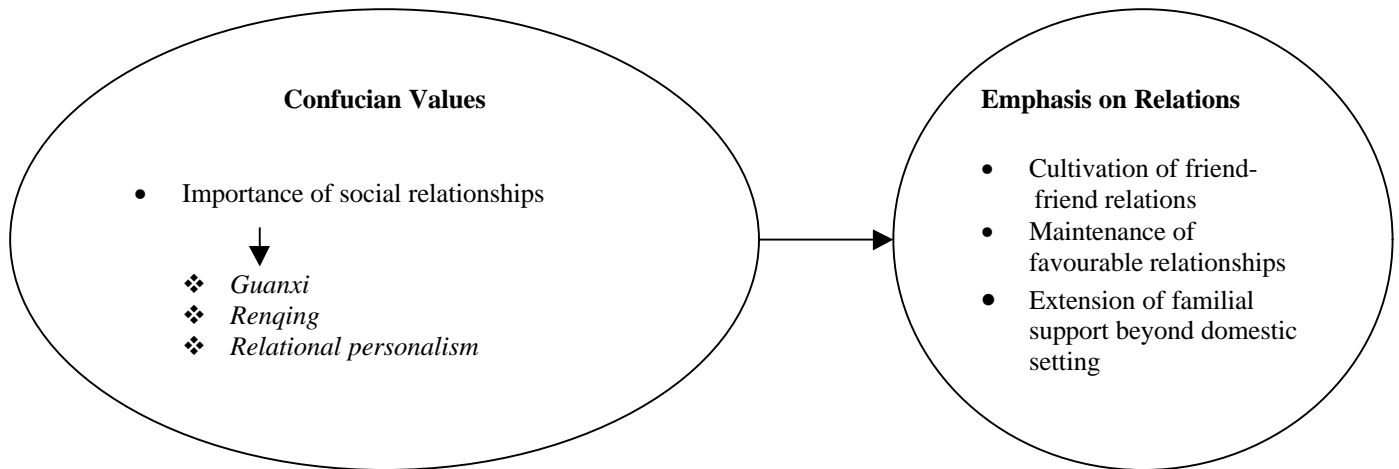 Confucian Values
• Importance of social relationships
❖ Guanxi
❖ Renqing
❖ Relational personalism
Emphasis on Relations
• Cultivation of friend-
friend relations
• Maintenance of
favourable relationships
• Extension of familial
support beyond domestic
setting